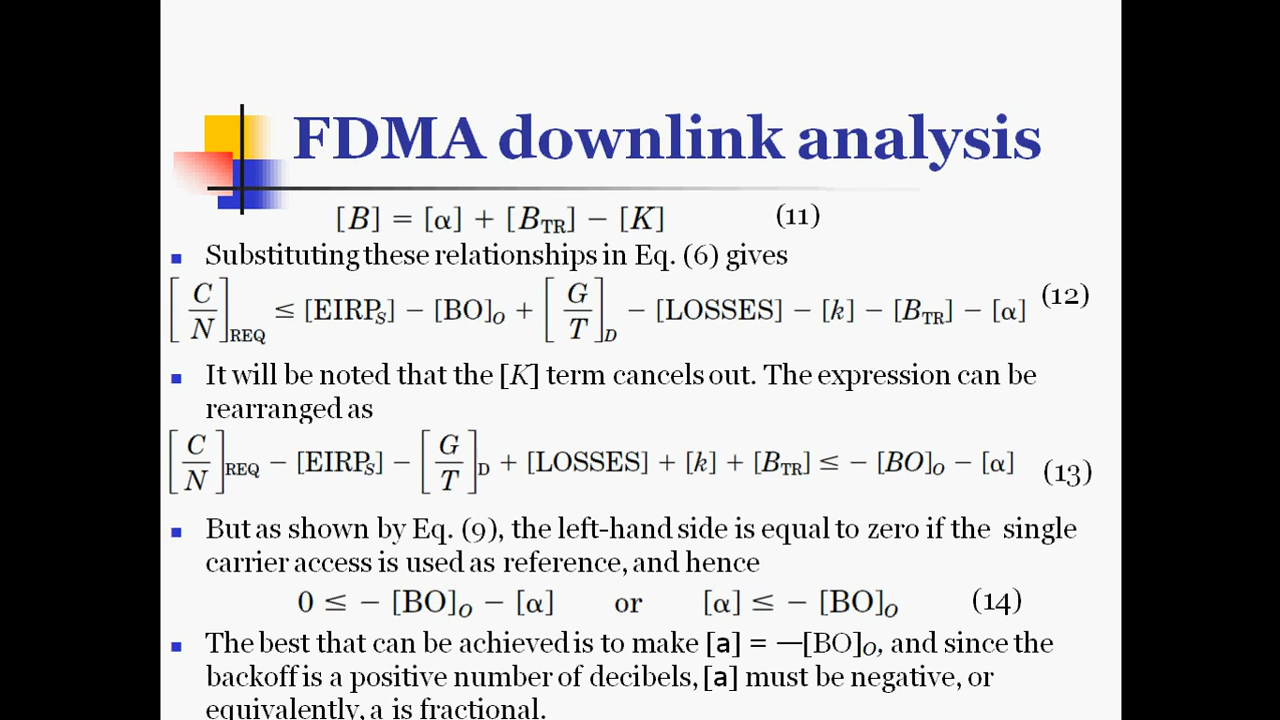 FDMA downlink analysis
[B] = [α] + [B_TR] − [K] (11)
Substituting these relationships in Eq. (6) gives
[C/N]_REQ ≤ [EIRP_S] − [BO]_O + [G/T]_D − [LOSSES] − [k] − [B_TR] − [α] (12)
It will be noted that the [K] term cancels out. The expression can be
rearranged as
[C/N]_REQ − [EIRP_S] − [G/T]_D + [LOSSES] + [k] + [B_TR] ≤ − [BO]_O − [α] (13)
But as shown by Eq. (9), the left-hand side is equal to zero if the single
carrier access is used as reference, and hence
0 ≤ − [BO]_O − [α] or [α] ≤ − [BO]_O (14)
The best that can be achieved is to make [a] = —[BO]_O, and since the
backoff is a positive number of decibels, [a] must be negative, or
equivalently, a is fractional.